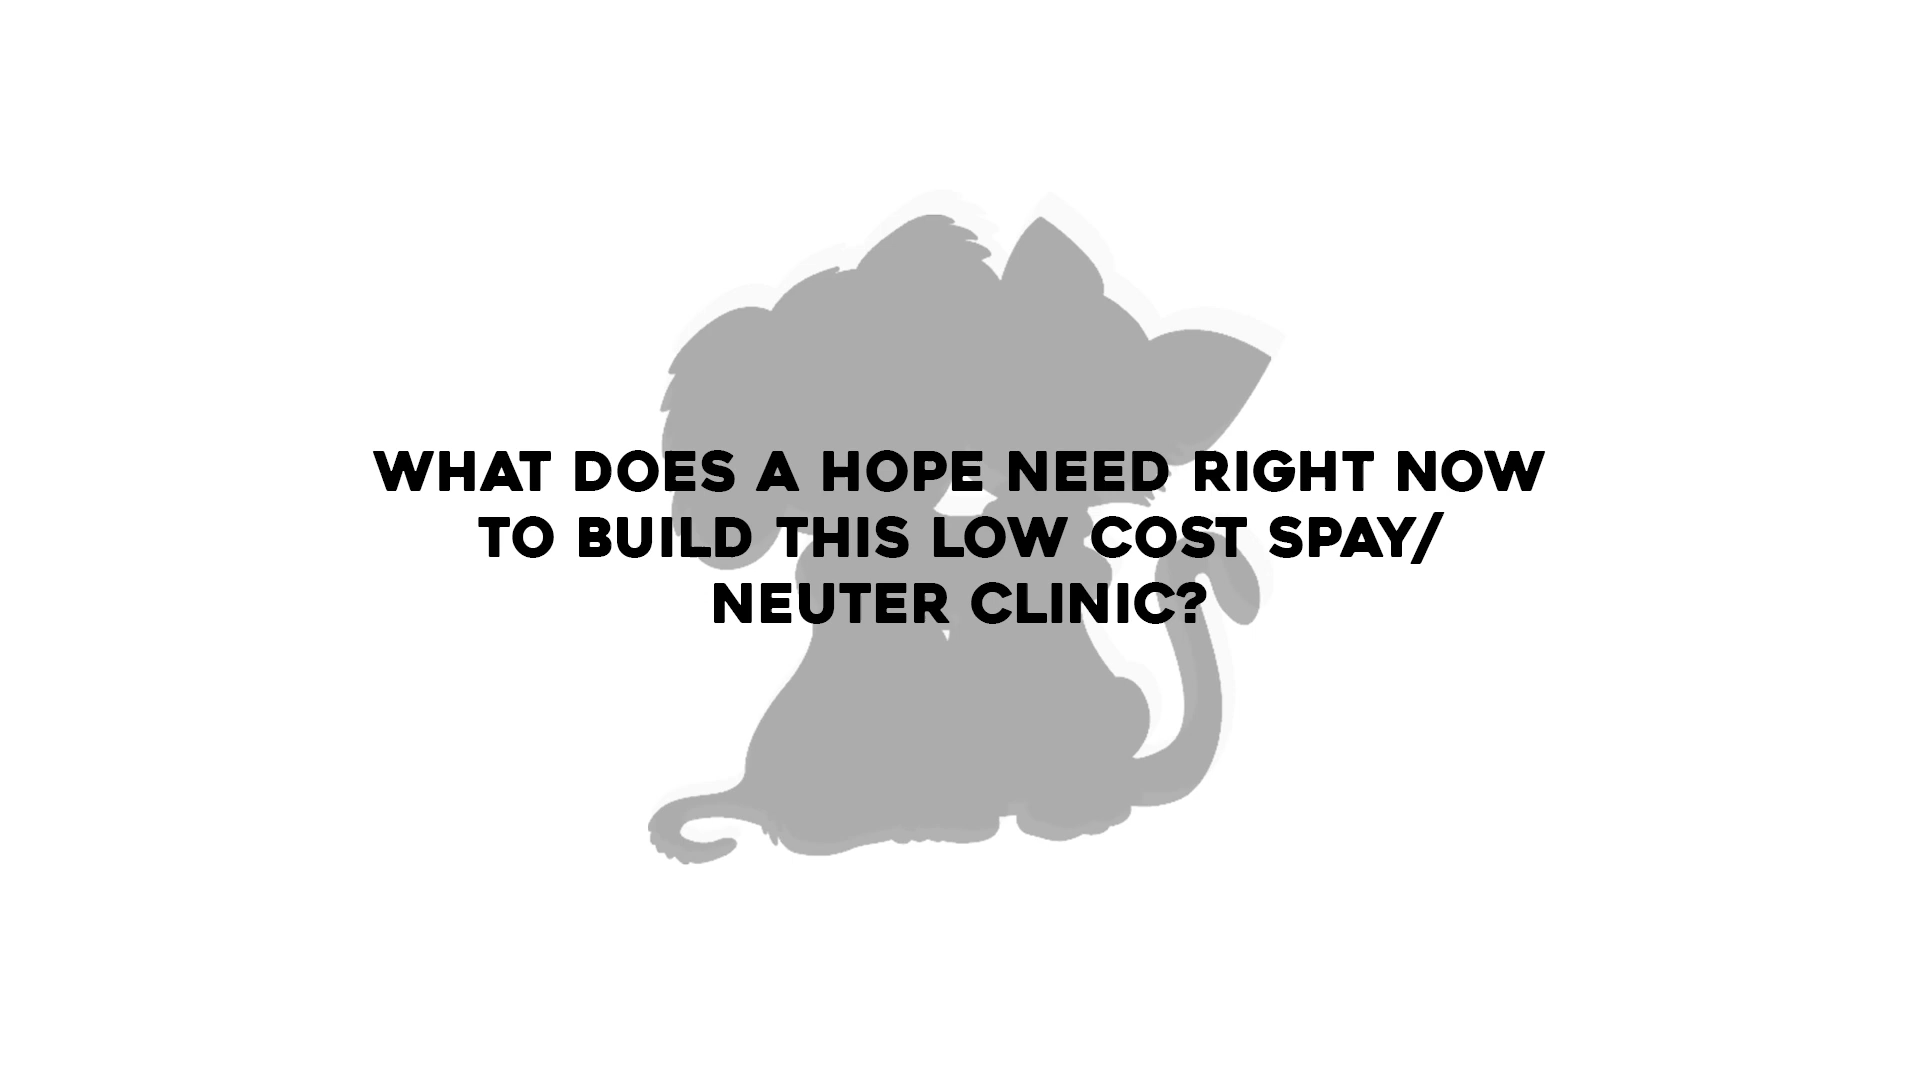 WHAT DOES A HOPE NEED RIGHT NOW
TO BUILD THIS LOW COST SPAY/
NEUTER CLINIC?